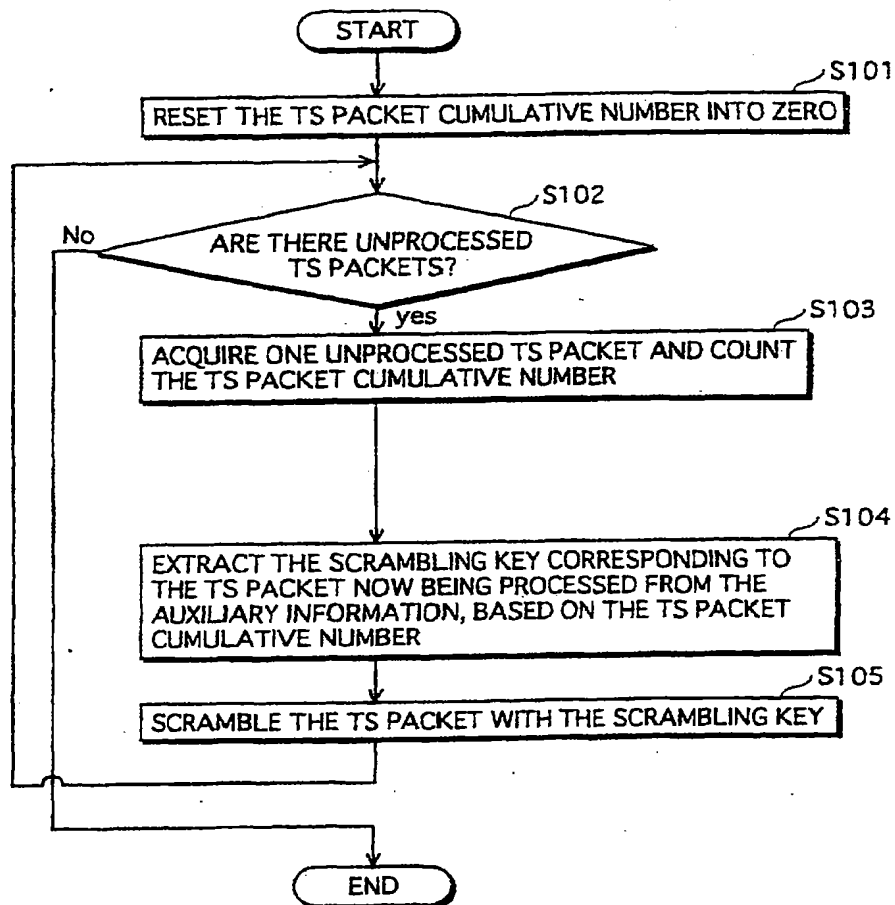 START
S101
RESET THE TS PACKET CUMULATIVE NUMBER INTO ZERO
S102
No
ARE THERE UNPROCESSED
TS PACKETS?
yes
S103
ACQUIRE ONE UNPROCESSED TS PACKET AND COUNT
THE TS PACKET CUMULATIVE NUMBER
S104
EXTRACT THE SCRAMBLING KEY CORRESPONDING TO
THE TS PACKET NOW BEING PROCESSED FROM THE
AUXILIARY INFORMATION, BASED ON THE TS PACKET
CUMULATIVE NUMBER
S105
SCRAMBLE THE TS PACKET WITH THE SCRAMBLING KEY
END